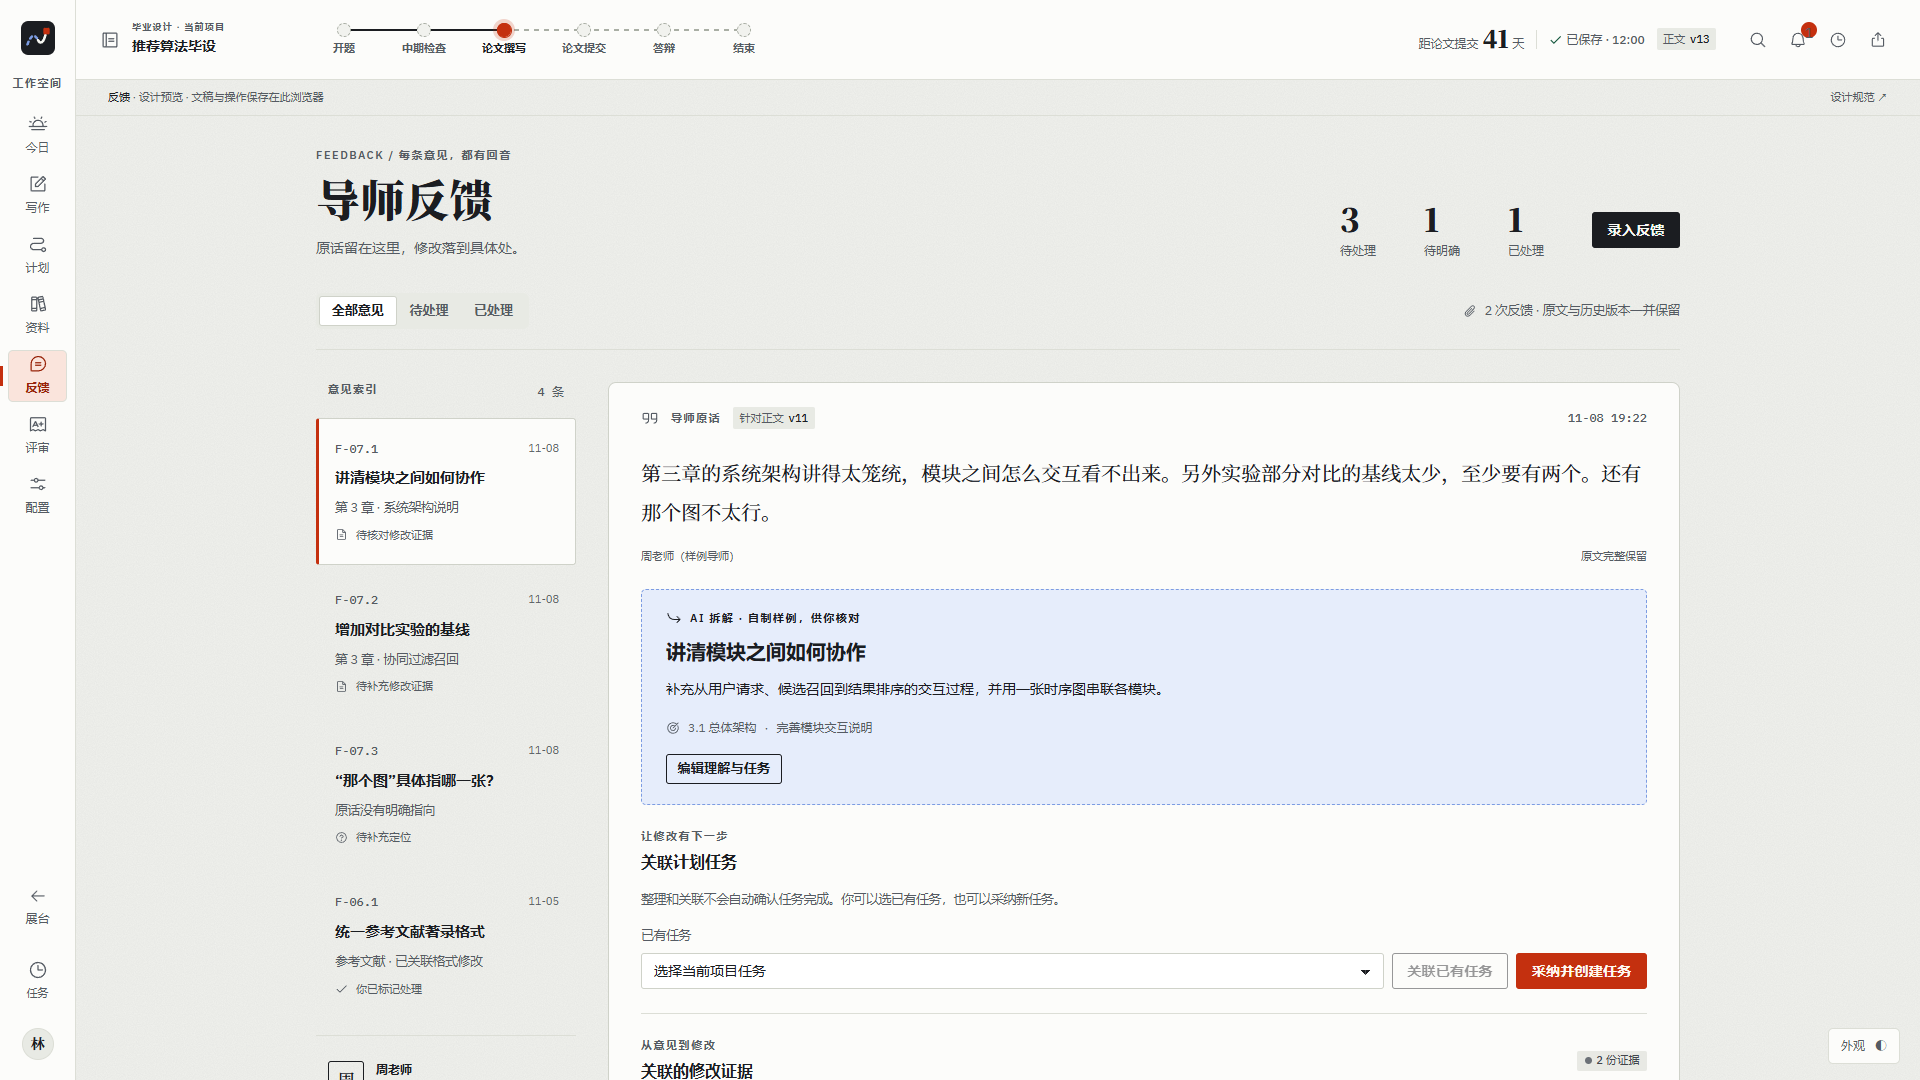 毕业设计 · 当前项目
推荐算法毕设
开题
中期检查
论文撰写
论文提交
答辩
结束
距论文提交 41 天
已保存 · 12:00
正文 v13
工作空间
今日
写作
计划
资料
反馈
评审
配置
展台
任务
林
反馈 · 设计预览 · 文稿与操作保存在此浏览器
设计规范 ↗
FEEDBACK / 每条意见，都有回音
导师反馈
原话留在这里，修改落到具体处。
3
待处理
1
待明确
1
已处理
录入反馈
全部意见
待处理
已处理
2 次反馈 · 原文与历史版本一并保留
意见索引
4 条
F-07.1
11-08
讲清模块之间如何协作
第 3 章 · 系统架构说明
待核对修改证据
F-07.2
11-08
增加对比实验的基线
第 3 章 · 协同过滤召回
待补充修改证据
F-07.3
11-08
“那个图”具体指哪一张？
原话没有明确指向
待补充定位
F-06.1
11-05
统一参考文献著录格式
参考文献 · 已关联格式修改
你已标记处理
周
周老师
导师原话
针对正文 v11
11-08 19:22
第三章的系统架构讲得太笼统，模块之间怎么交互看不出来。另外实验部分对比的基线太少，至少要有两个。还有
那个图不太行。
周老师（样例导师）
原文完整保留
AI 拆解 · 自制样例，供你核对
讲清模块之间如何协作
补充从用户请求、候选召回到结果排序的交互过程，并用一张时序图串联各模块。
3.1 总体架构 · 完善模块交互说明
编辑理解与任务
让修改有下一步
关联计划任务
整理和关联不会自动确认任务完成。你可以选已有任务，也可以采纳新任务。
已有任务
选择当前项目任务
关联已有任务
采纳并创建任务
从意见到修改
关联的修改证据
2 份证据
外观